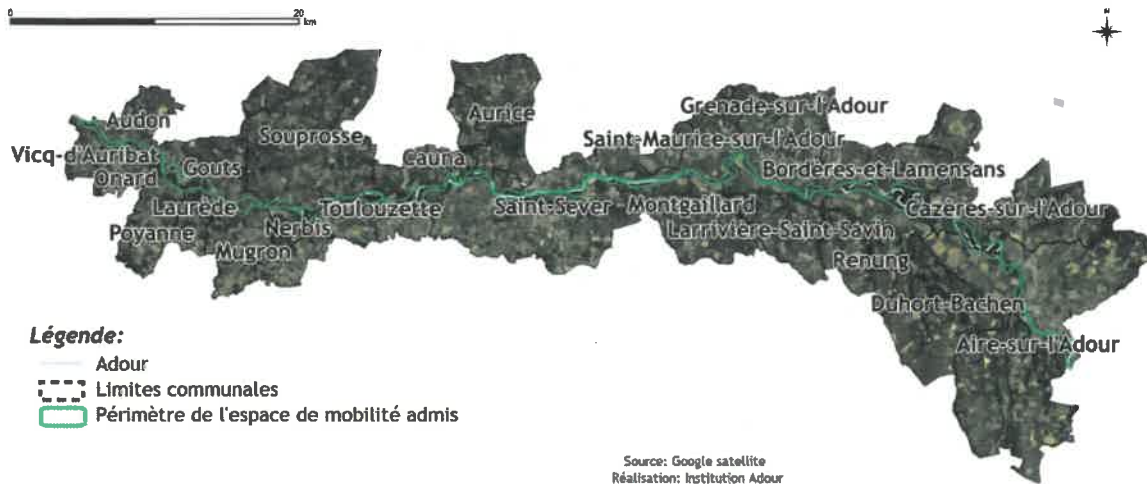 0 20
km
N
Audon
Vicq-d'Auribat
Onard
Gouts
Souprosse
Cauna
Aurice
Grenade-sur-l'Adour
Saint-Maurice-sur-l'Adour
Bordères-et-Lamensans
Laurède
Poyanne
Mugron
Nerbis
Toulouzette
Saint-Sever
Montgaillard
Larrivière-Saint-Savin
Cazères-sur-l'Adour
Renung
Duhort-Bachen
Aire-sur-l'Adour
Légende:
Adour
Limites communales
Périmètre de l'espace de mobilité admis
Source: Google satellite
Réalisation: Institution Adour